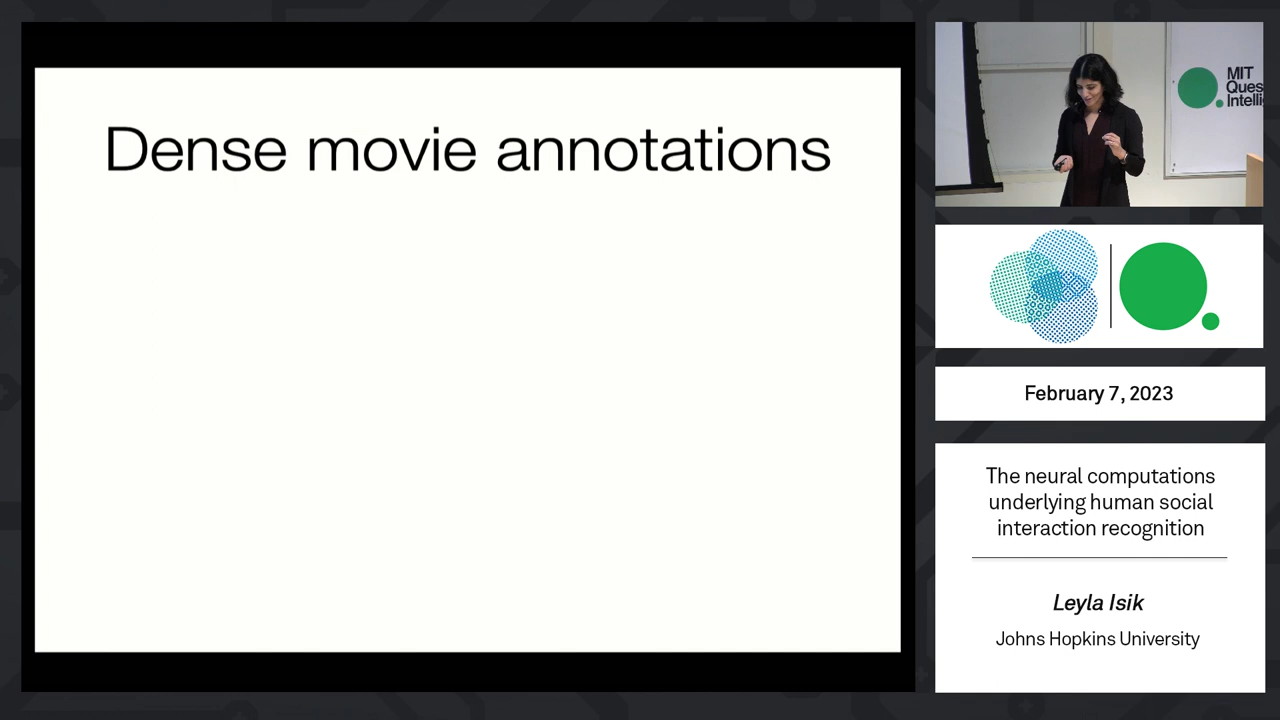 Dense movie annotations
MIT
Ques
Intelli
February 7, 2023
The neural computations
underlying human social
interaction recognition
Leyla Isik
Johns Hopkins University